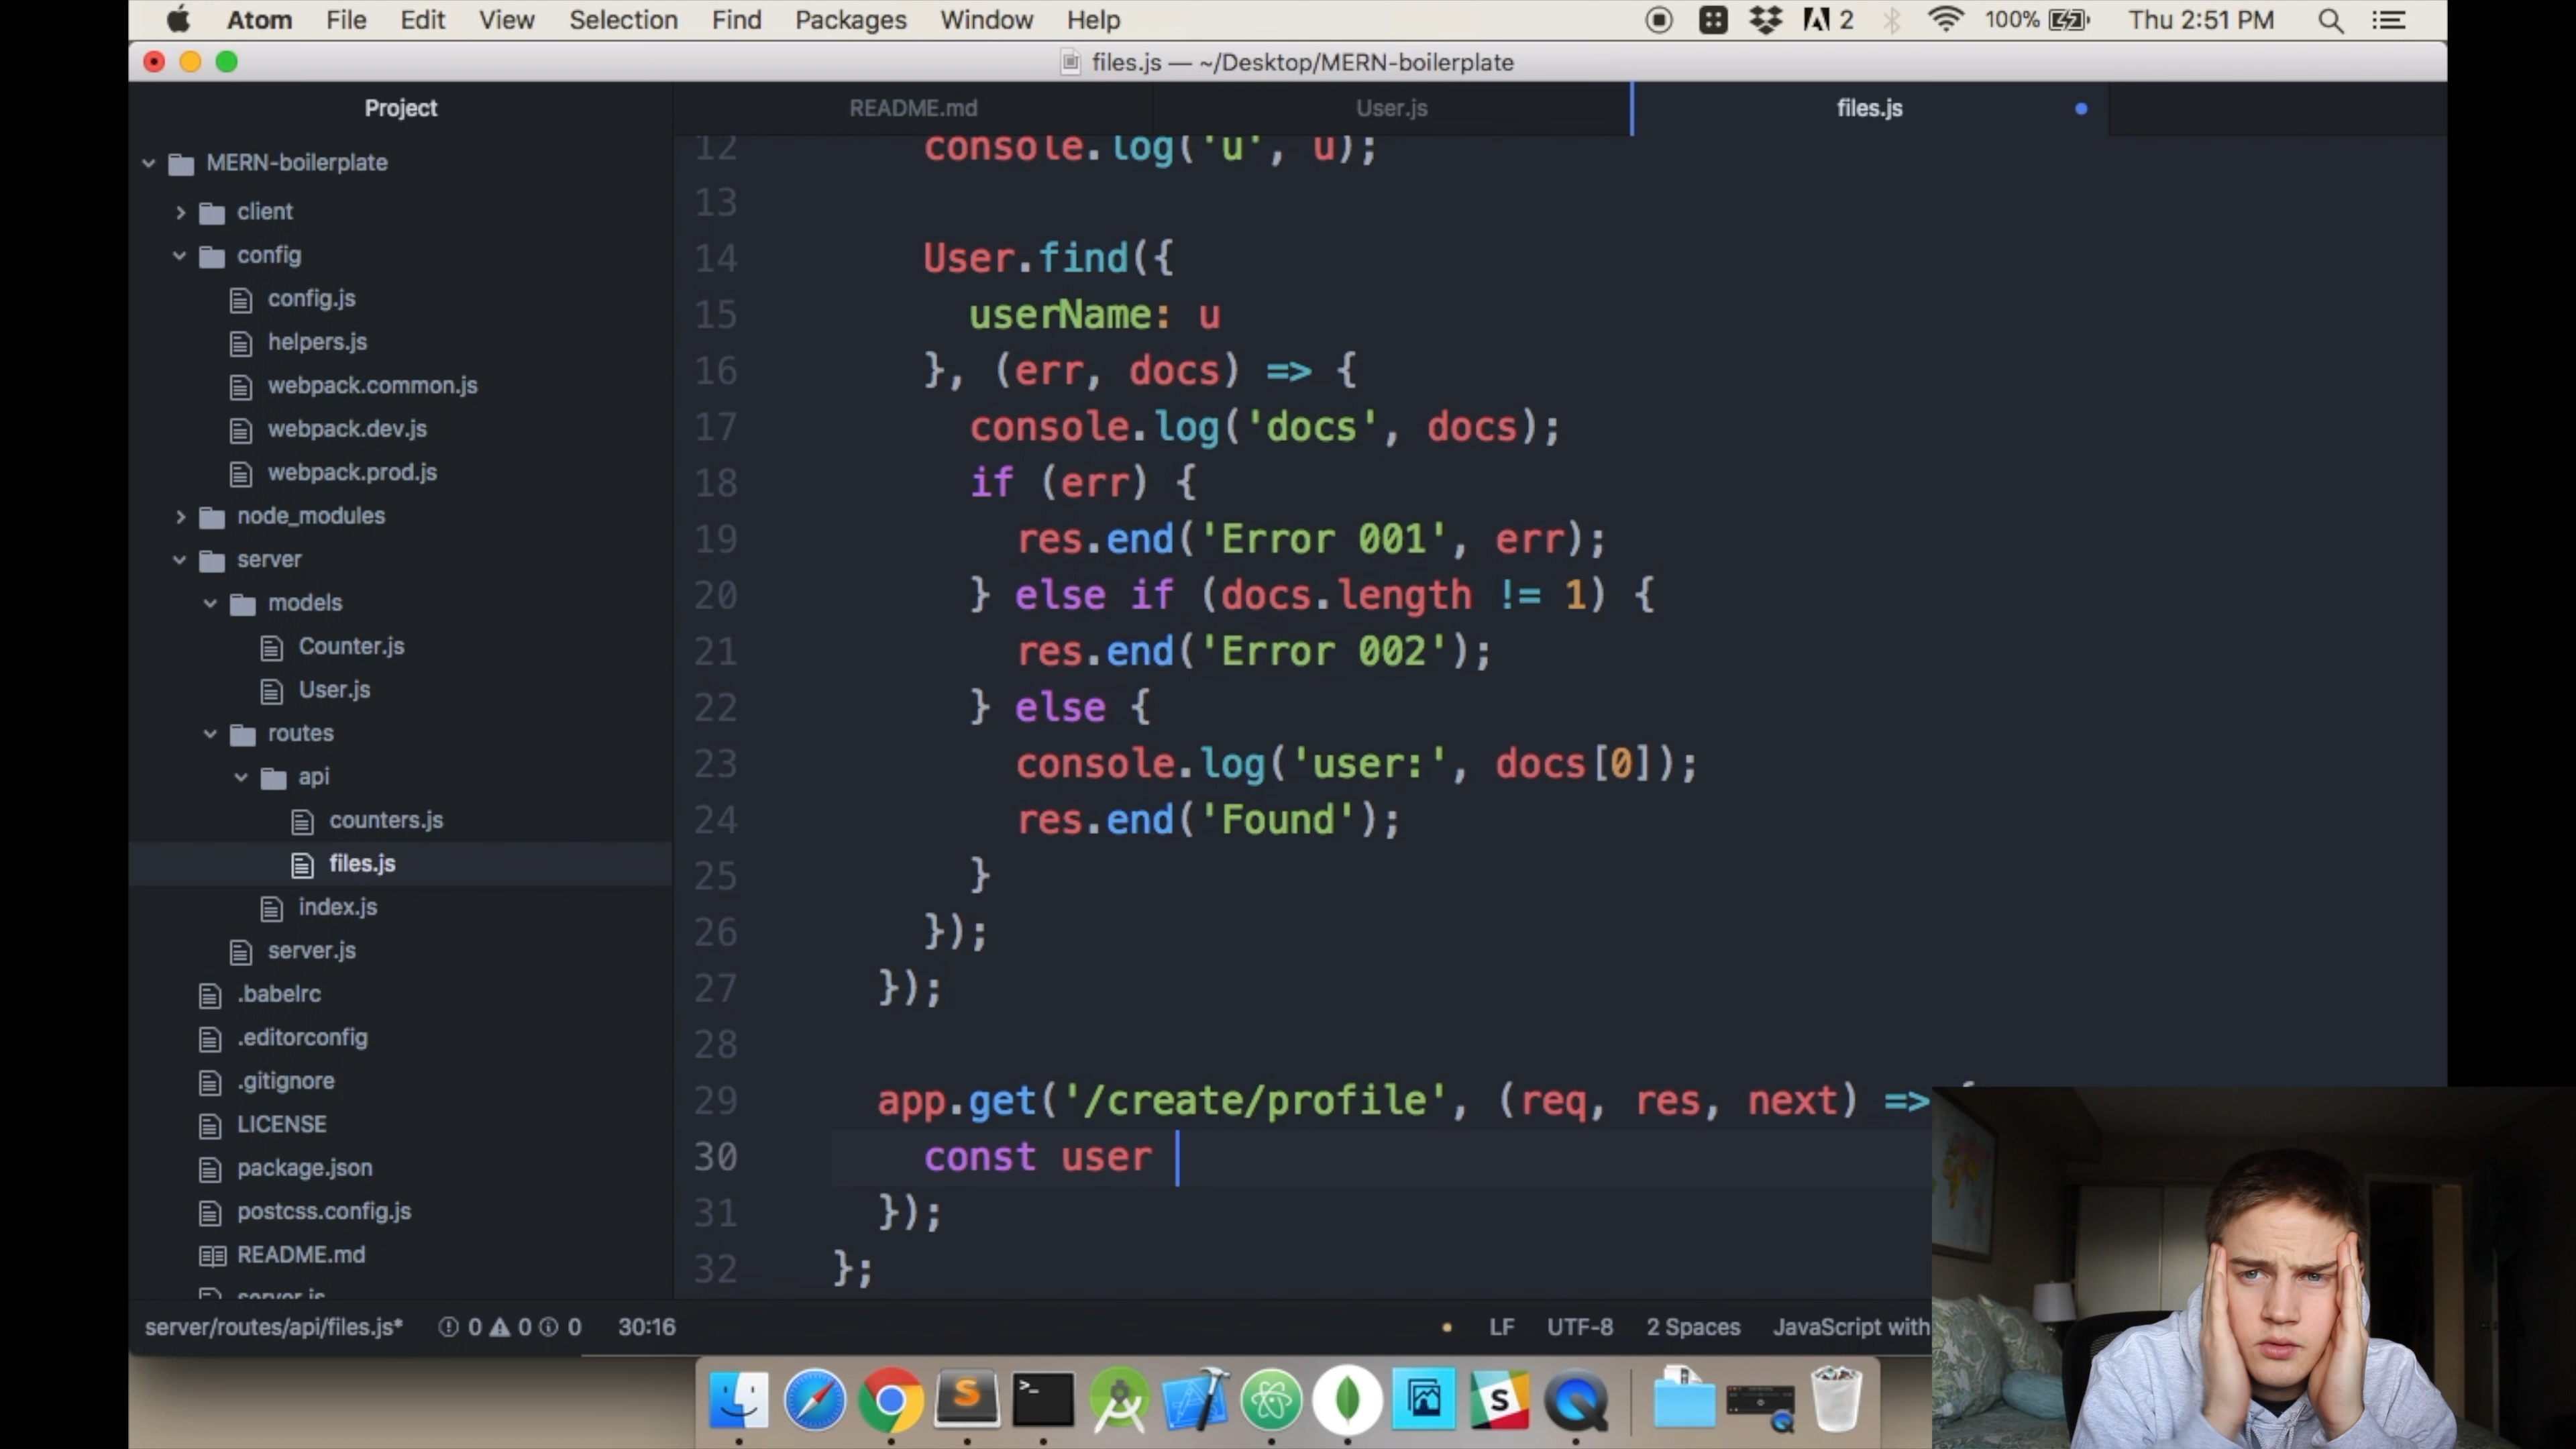 Atom File Edit View Selection Find Packages Window Help 2 100% Thu 2:51 PM
files.js — ~/Desktop/MERN-boilerplate
Project
MERN-boilerplate
client
config
config.js
helpers.js
webpack.common.js
webpack.dev.js
webpack.prod.js
node_modules
server
models
Counter.js
User.js
routes
api
counters.js
files.js
index.js
server.js
.babelrc
.editorconfig
.gitignore
LICENSE
package.json
postcss.config.js
README.md
server.js
README.md User.js files.js
12 console.log('u', u);
13
14 User.find({
15 userName: u
16 }, (err, docs) => {
17 console.log('docs', docs);
18 if (err) {
19 res.end('Error 001', err);
20 } else if (docs.length != 1) {
21 res.end('Error 002');
22 } else {
23 console.log('user:', docs[0]);
24 res.end('Found');
25 }
26 });
27 });
28
29 app.get('/create/profile', (req, res, next) => {
30 const user
31 });
32 };
server/routes/api/files.js* 0 0 0 30:16 LF UTF-8 2 Spaces JavaScript with